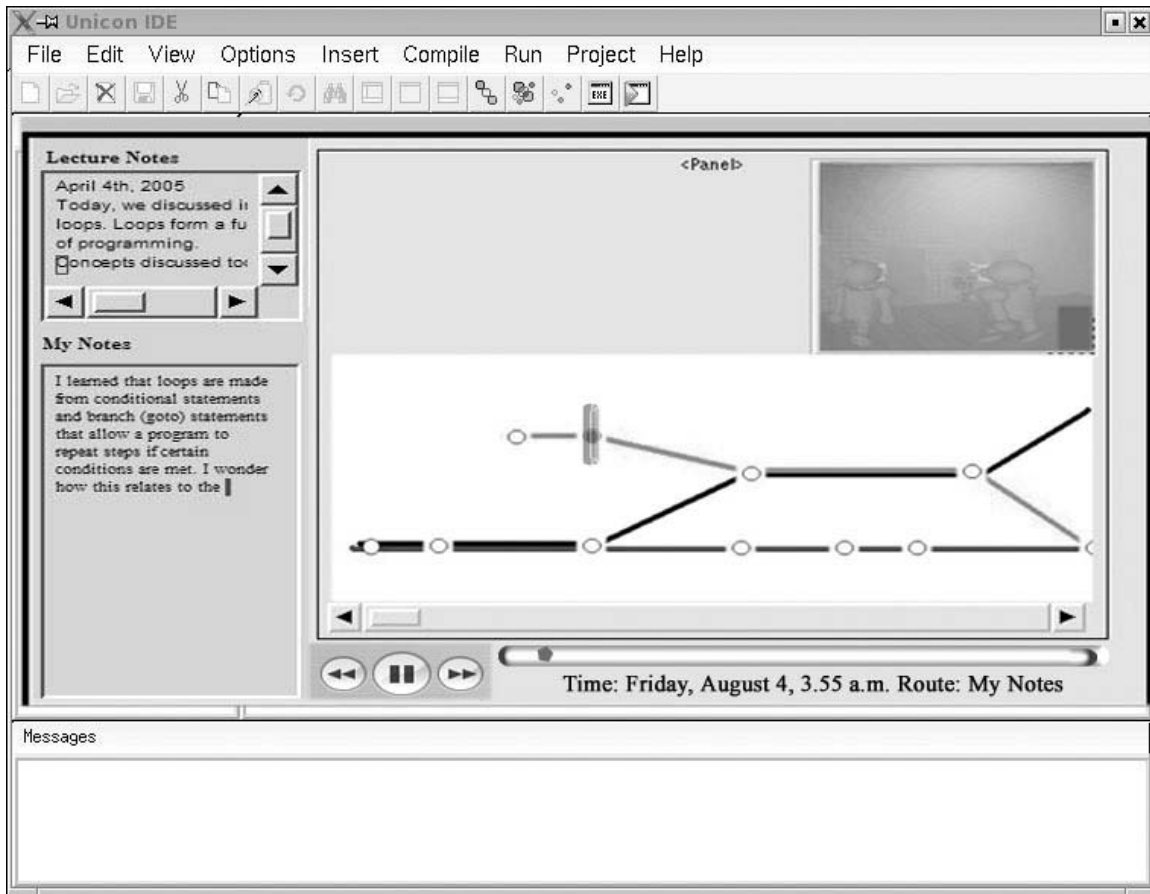 Unicon IDE
File Edit View Options Insert Compile Run Project Help
EXE
Lecture Notes
April 4th, 2005
Today, we discussed i
loops. Loops form a fu
of programming.
Concepts discussed to
My Notes
I learned that loops are made
from conditional statements
and branch (goto) statements
that allow a program to
repeat steps if certain
conditions are met. I wonder
how this relates to the
<Panel>
Time: Friday, August 4, 3.55 a.m. Route: My Notes
Messages